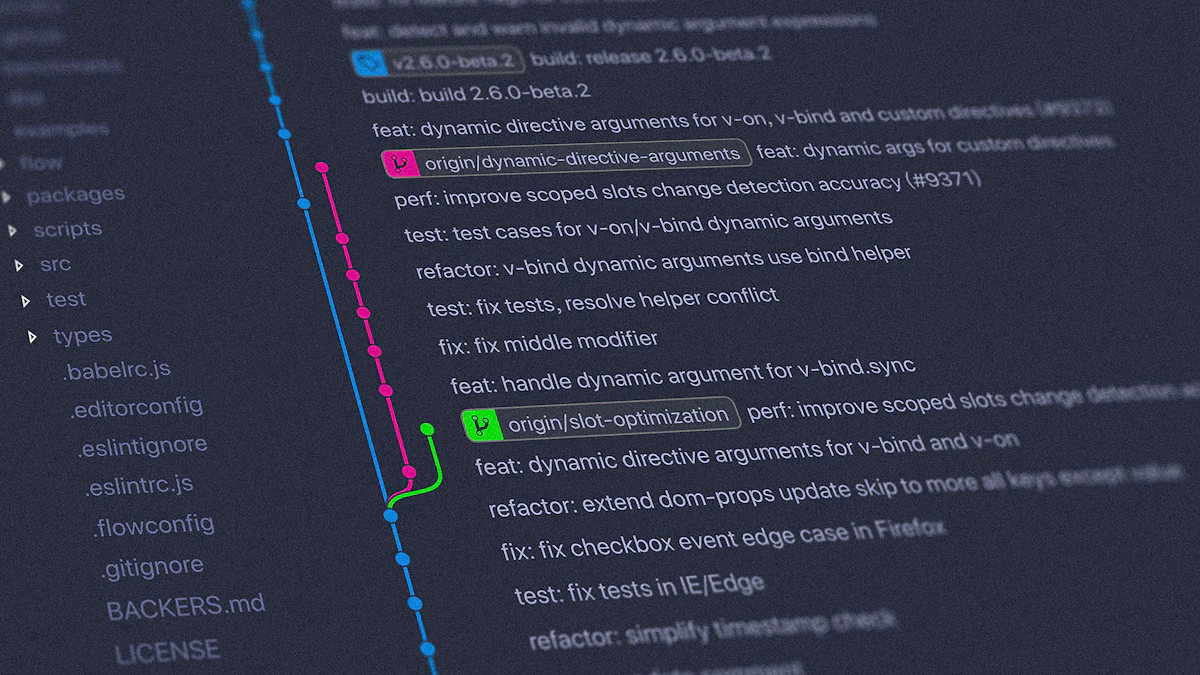 examples
flow
packages
scripts
src
test
types
.babelrc.js
.editorconfig
.eslintignore
.eslintrc.js
.flowconfig
.gitignore
BACKERS.md
LICENSE
feat: detect and warn invalid dynamic argument expressions
v2.6.0-beta.2 build: release 2.6.0-beta.2
build: build 2.6.0-beta.2
feat: dynamic directive arguments for v-on, v-bind and custom directives (#9373)
origin/dynamic-directive-arguments feat: dynamic args for custom directives
perf: improve scoped slots change detection accuracy (#9371)
test: test cases for v-on/v-bind dynamic arguments
refactor: v-bind dynamic arguments use bind helper
test: fix tests, resolve helper conflict
fix: fix middle modifier
feat: handle dynamic argument for v-bind.sync
origin/slot-optimization perf: improve scoped slots change detection
feat: dynamic directive arguments for v-bind and v-on
refactor: extend dom-props update skip to more all keys except value
fix: fix checkbox event edge case in Firefox
test: fix tests in IE/Edge
refactor: simplify timestamp check